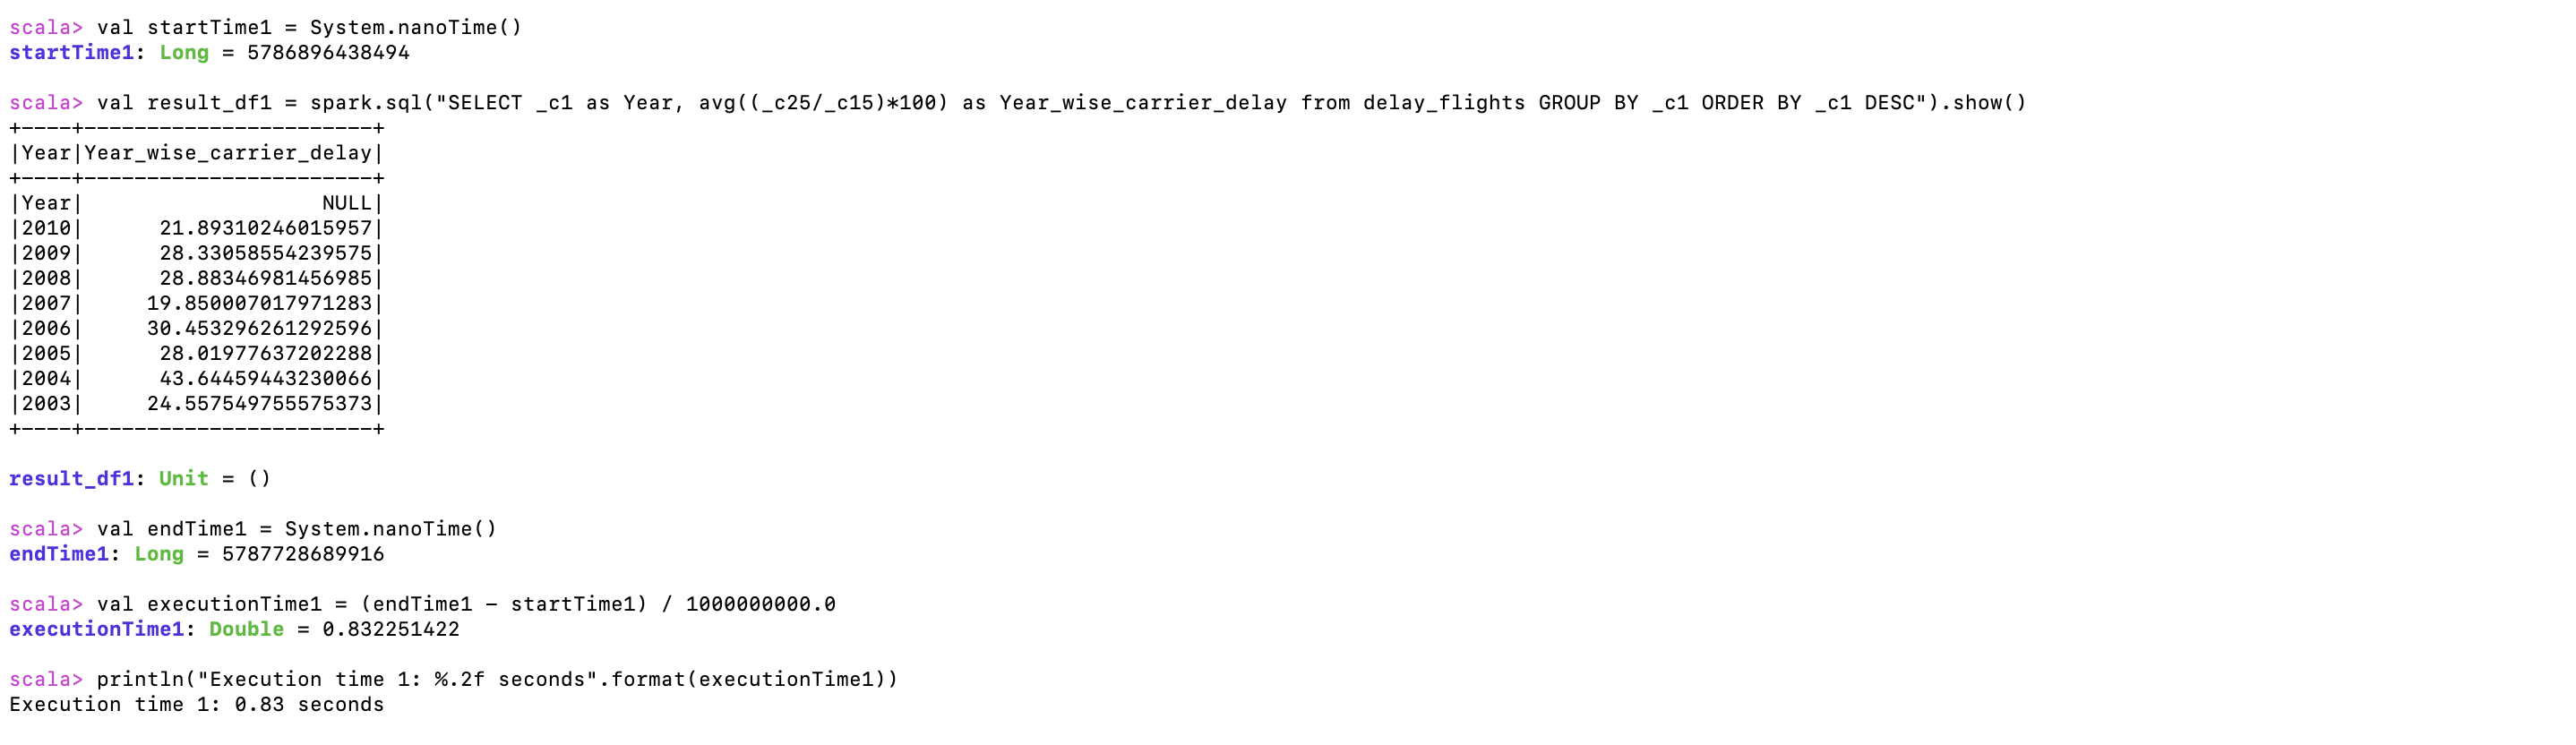 scala> val startTime1 = System.nanoTime()
startTime1: Long = 5786896438494
scala> val result_df1 = spark.sql("SELECT _c1 as Year, avg((_c25/_c15)*100) as Year_wise_carrier_delay from delay_flights GROUP BY _c1 ORDER BY _c1 DESC").show()
+----+-----------------------+
|Year|Year_wise_carrier_delay|
+----+-----------------------+
|Year|                   NULL|
|2010|      21.89310246015957|
|2009|      28.33058554239575|
|2008|      28.88346981456985|
|2007|     19.850007017971283|
|2006|     30.453296261292596|
|2005|      28.01977637202288|
|2004|      43.64459443230066|
|2003|     24.557549755575373|
+----+-----------------------+
result_df1: Unit = ()
scala> val endTime1 = System.nanoTime()
endTime1: Long = 5787728689916
scala> val executionTime1 = (endTime1 - startTime1) / 1000000000.0
executionTime1: Double = 0.832251422
scala> println("Execution time 1: %.2f seconds".format(executionTime1))
Execution time 1: 0.83 seconds